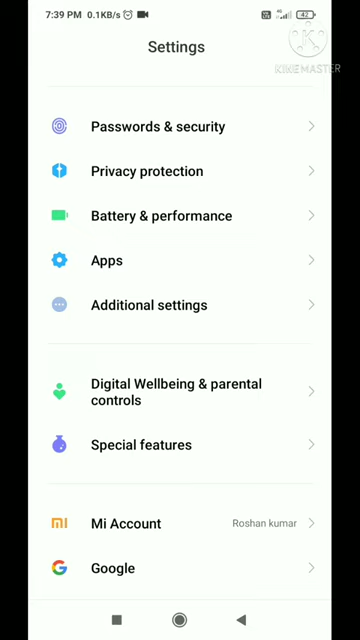 7:39 PM 0.1KB/s 4G 42
Settings
KINEMASTER
Passwords & security
Privacy protection
Battery & performance
Apps
Additional settings
Digital Wellbeing & parental
controls
Special features
Mi Account Roshan kumar
Google